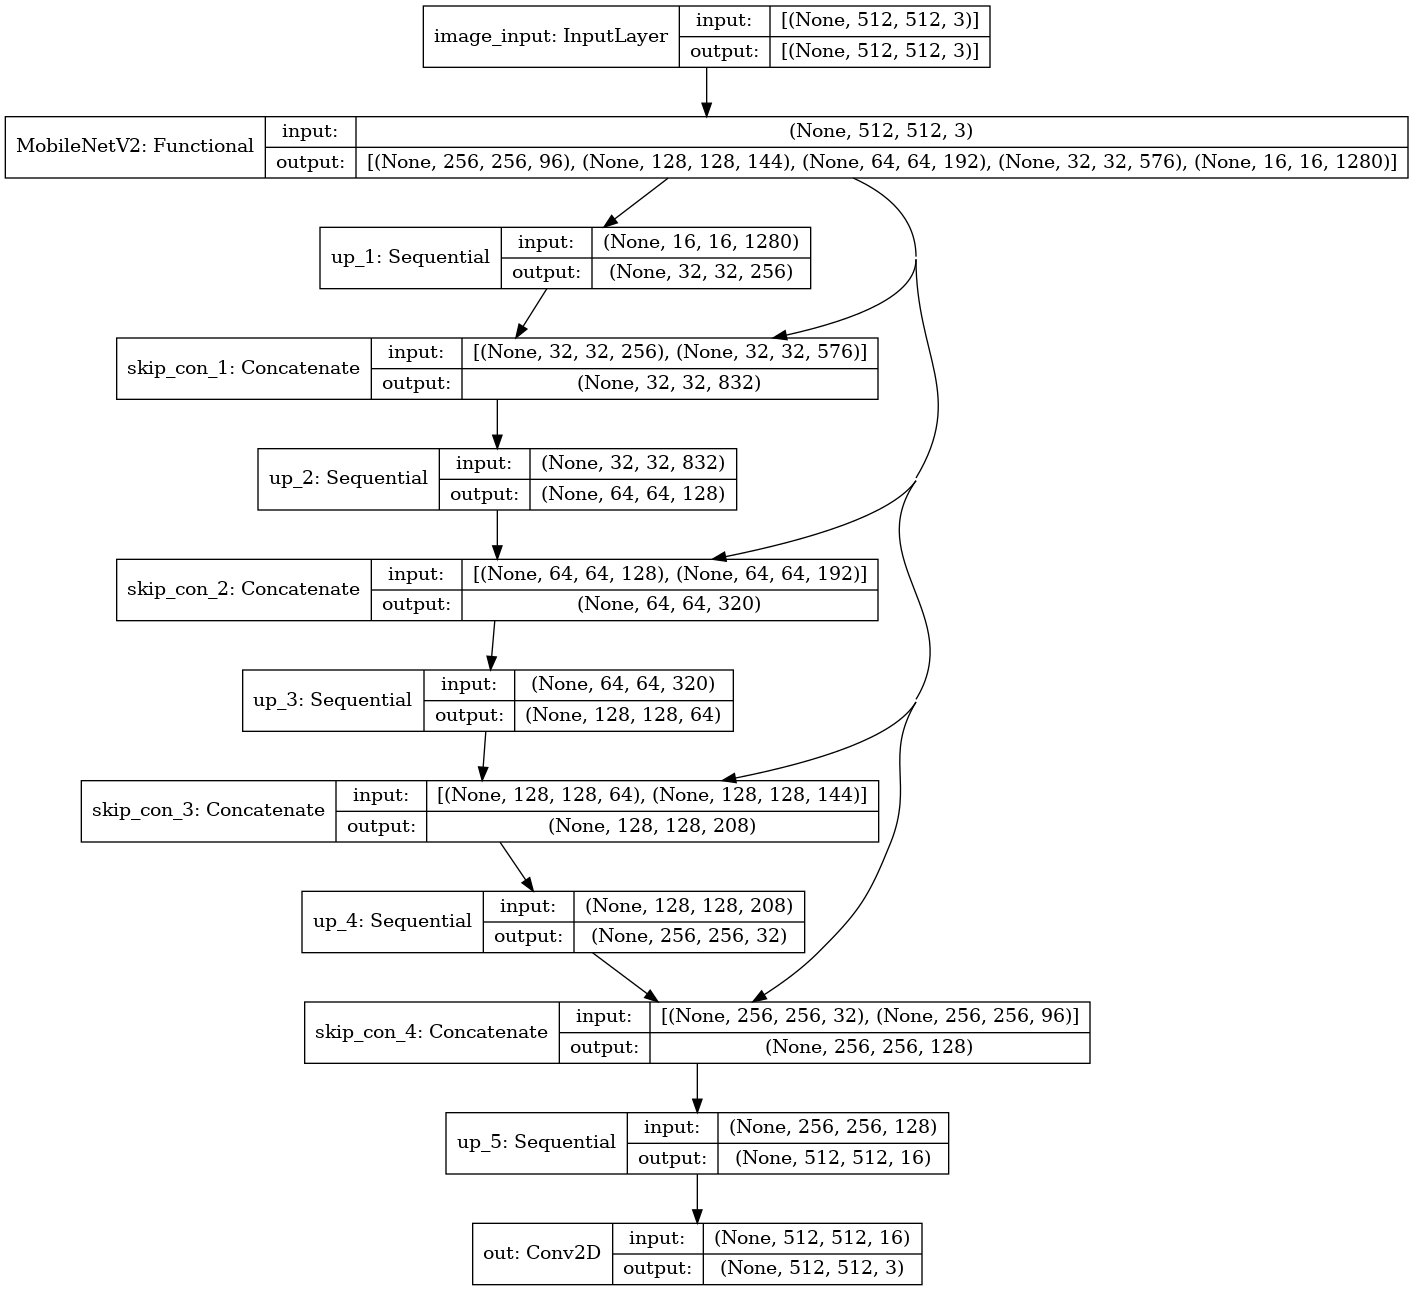 image_input: InputLayer
input: [(None, 512, 512, 3)]
output: [(None, 512, 512, 3)]
MobileNetV2: Functional
input: (None, 512, 512, 3)
output: [(None, 256, 256, 96), (None, 128, 128, 144), (None, 64, 64, 192), (None, 32, 32, 576), (None, 16, 16, 1280)]
up_1: Sequential
input: (None, 16, 16, 1280)
output: (None, 32, 32, 256)
skip_con_1: Concatenate
input: [(None, 32, 32, 256), (None, 32, 32, 576)]
output: (None, 32, 32, 832)
up_2: Sequential
input: (None, 32, 32, 832)
output: (None, 64, 64, 128)
skip_con_2: Concatenate
input: [(None, 64, 64, 128), (None, 64, 64, 192)]
output: (None, 64, 64, 320)
up_3: Sequential
input: (None, 64, 64, 320)
output: (None, 128, 128, 64)
skip_con_3: Concatenate
input: [(None, 128, 128, 64), (None, 128, 128, 144)]
output: (None, 128, 128, 208)
up_4: Sequential
input: (None, 128, 128, 208)
output: (None, 256, 256, 32)
skip_con_4: Concatenate
input: [(None, 256, 256, 32), (None, 256, 256, 96)]
output: (None, 256, 256, 128)
up_5: Sequential
input: (None, 256, 256, 128)
output: (None, 512, 512, 16)
out: Conv2D
input: (None, 512, 512, 16)
output: (None, 512, 512, 3)